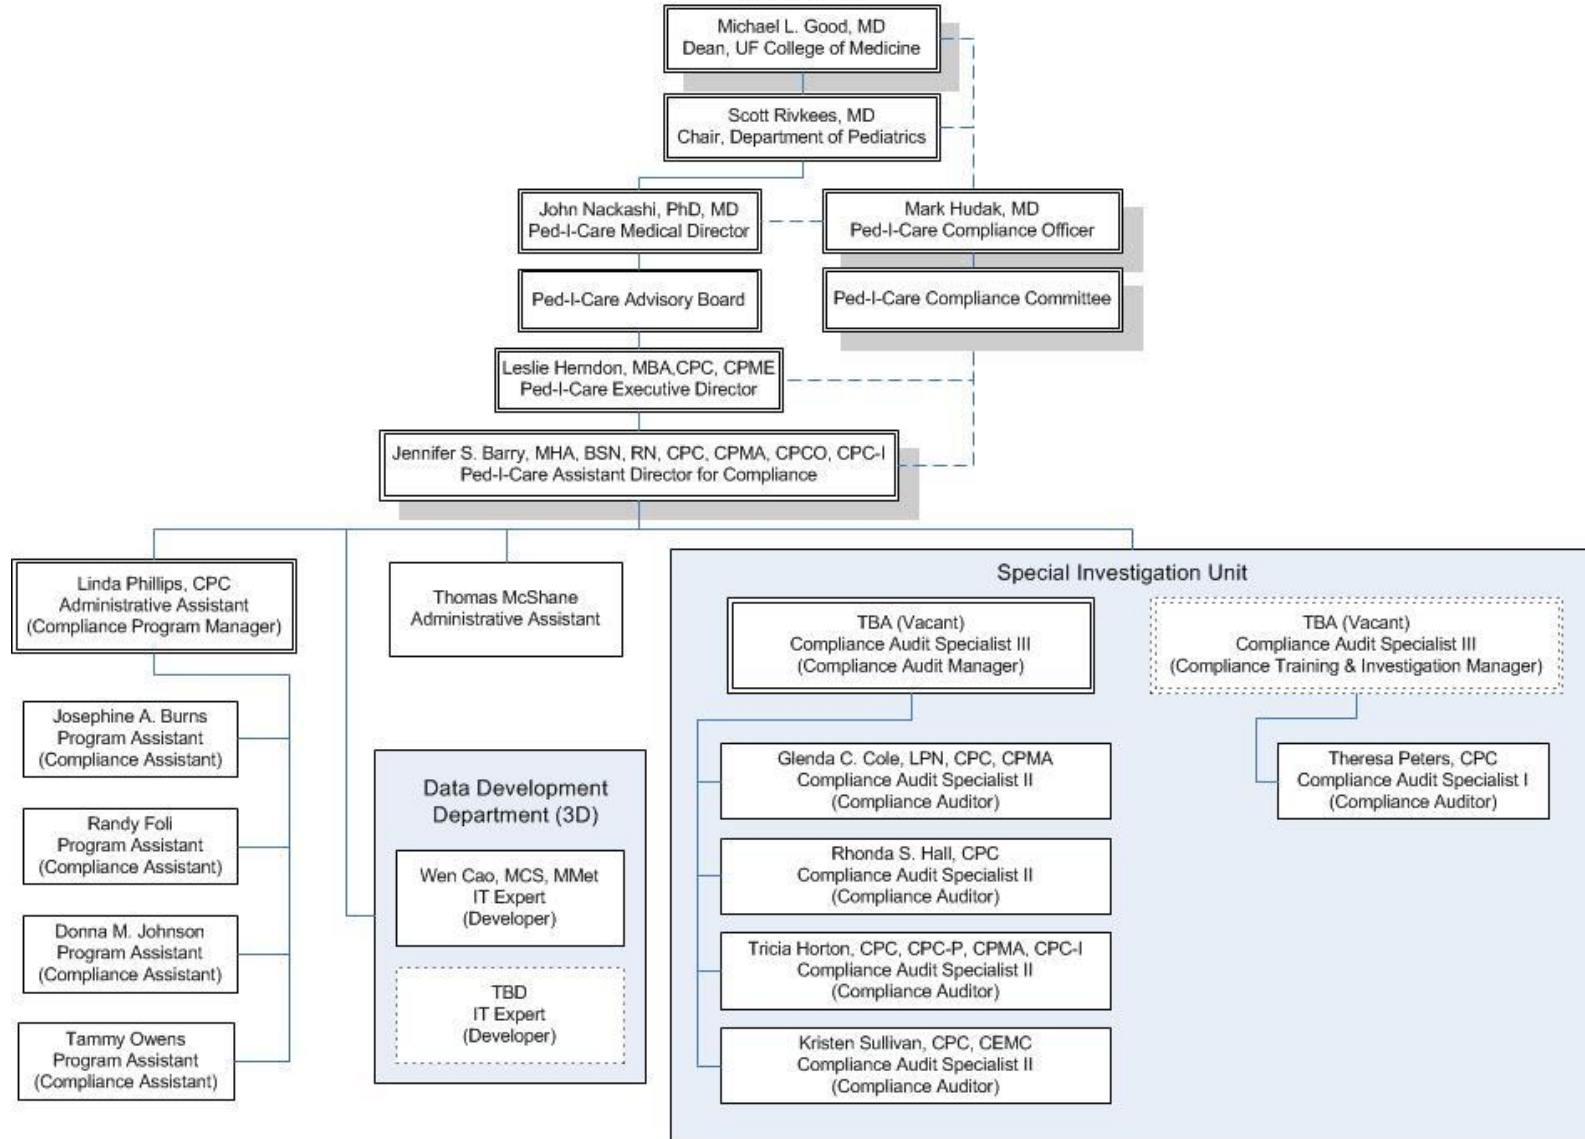 Michael L. Good, MD
Dean, UF College of Medicine
Scott Rivkees, MD
Chair, Department of Pediatrics
John Nackashi, PhD, MD
Ped-I-Care Medical Director
Mark Hudak, MD
Ped-I-Care Compliance Officer
Ped-I-Care Advisory Board
Ped-I-Care Compliance Committee
Leslie Herndon, MBA,CPC, CPME
Ped-I-Care Executive Director
Jennifer S. Barry, MHA, BSN, RN, CPC, CPMA, CPCO, CPC-I
Ped-I-Care Assistant Director for Compliance
Linda Phillips, CPC
Administrative Assistant
(Compliance Program Manager)
Josephine A. Burns
Program Assistant
(Compliance Assistant)
Randy Foli
Program Assistant
(Compliance Assistant)
Donna M. Johnson
Program Assistant
(Compliance Assistant)
Tammy Owens
Program Assistant
(Compliance Assistant)
Thomas McShane
Administrative Assistant
Data Development
Department (3D)
Wen Cao, MCS, MMet
IT Expert
(Developer)
TBD
IT Expert
(Developer)
Special Investigation Unit
TBA (Vacant)
Compliance Audit Specialist III
(Compliance Audit Manager)
Glenda C. Cole, LPN, CPC, CPMA
Compliance Audit Specialist II
(Compliance Auditor)
Rhonda S. Hall, CPC
Compliance Audit Specialist II
(Compliance Auditor)
Tricia Horton, CPC, CPC-P, CPMA, CPC-I
Compliance Audit Specialist II
(Compliance Auditor)
Kristen Sullivan, CPC, CEMC
Compliance Audit Specialist II
(Compliance Auditor)
TBA (Vacant)
Compliance Audit Specialist III
(Compliance Training & Investigation Manager)
Theresa Peters, CPC
Compliance Audit Specialist I
(Compliance Auditor)